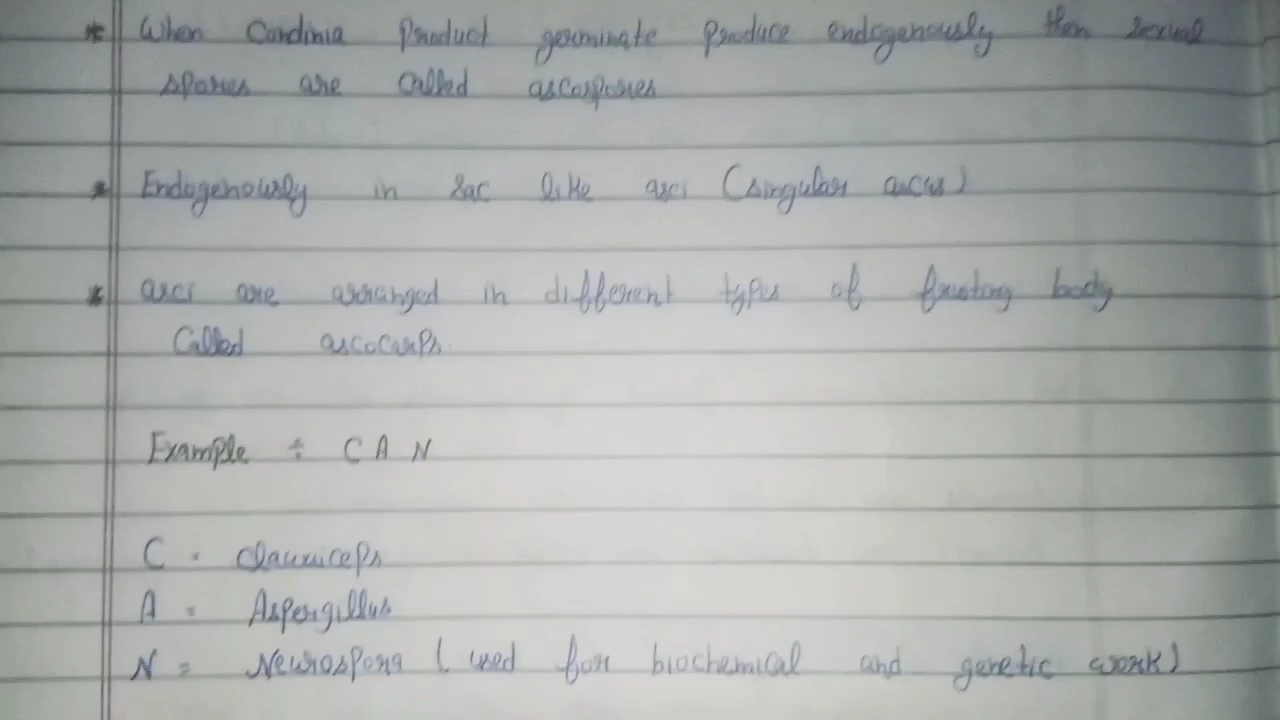 * When Condinia Product germinate Produce endogenously then sexual
spores are called ascospores
* Endogenously in sac like asci (singular acus)
* asci are arranged in different types of fruiting body
Called ascocarps.
Example ÷ C A N
C = claviceps
A = Aspergillus
N = Neurospora (used for biochemical and genetic work)